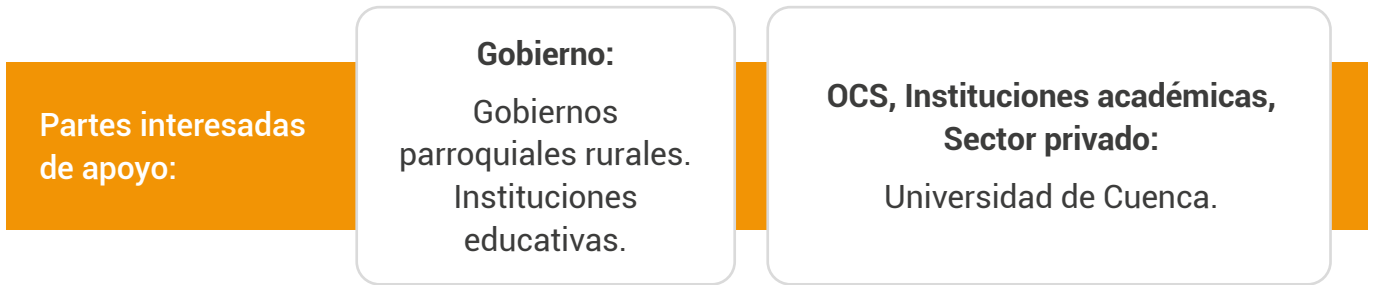 Partes interesadas
de apoyo:
Gobierno:
Gobiernos
parroquiales rurales.
Instituciones
educativas.
OCS, Instituciones académicas,
Sector privado:
Universidad de Cuenca.